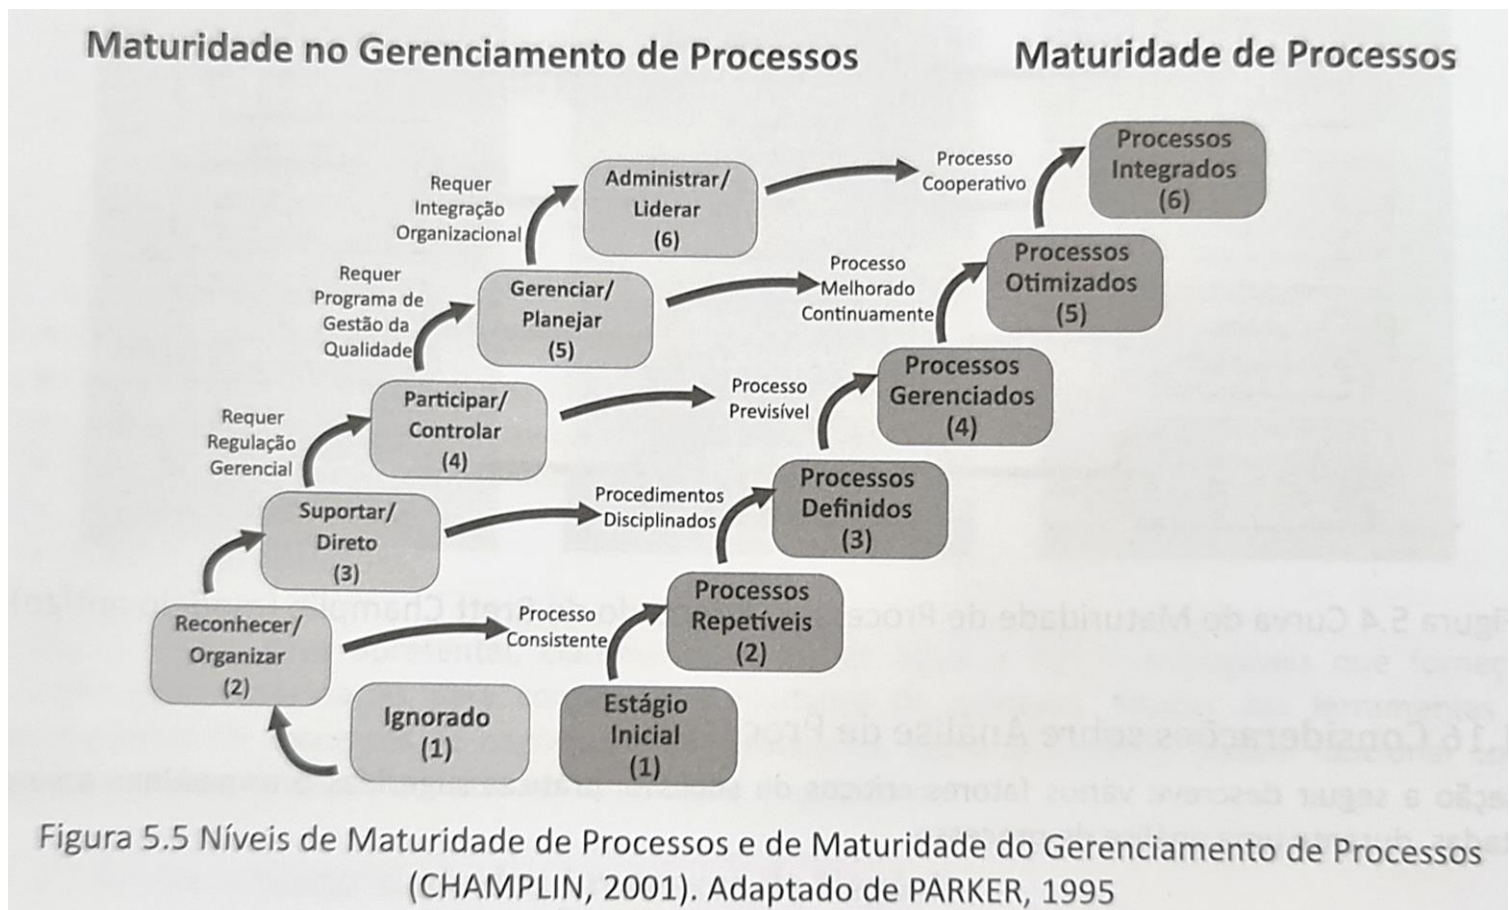 Maturidade no Gerenciamento de Processos
Maturidade de Processos
Processos
Integrados
(6)
Processo
Cooperativo
Administrar/
Liderar
(6)
Requer
Integração
Organizacional
Processos
Otimizados
(5)
Processo
Melhorado
Continuamente
Gerenciar/
Planejar
(5)
Requer
Programa de
Gestão da
Qualidade
Processos
Gerenciados
(4)
Processo
Previsível
Participar/
Controlar
(4)
Requer
Regulação
Gerencial
Processos
Definidos
(3)
Procedimentos
Disciplinados
Suportar/
Direto
(3)
Processos
Repetíveis
(2)
Processo
Consistente
Reconhecer/
Organizar
(2)
Ignorado
(1)
Estágio
Inicial
(1)
Figura 5.5 Níveis de Maturidade de Processos e de Maturidade do Gerenciamento de Processos
(CHAMPLIN, 2001). Adaptado de PARKER, 1995